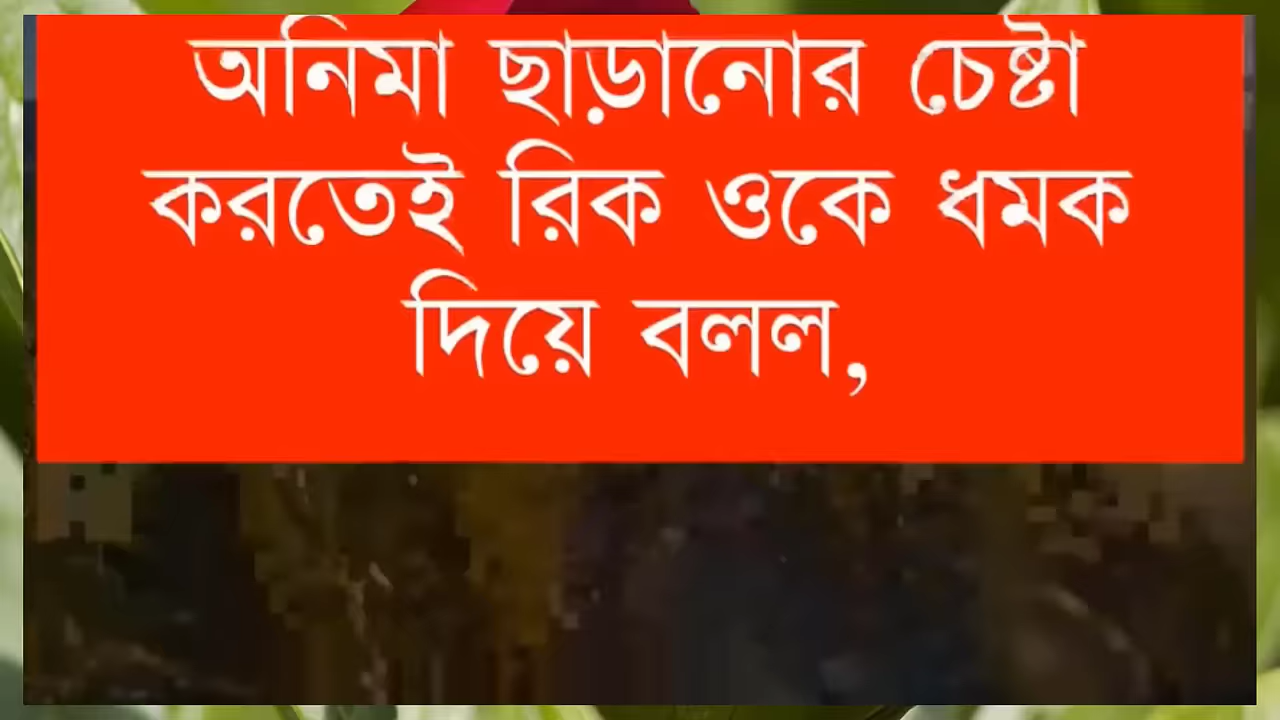 অনিমা ছাড়ানোর চেষ্টা
করতেই রিক ওকে ধমক
দিয়ে বলল,